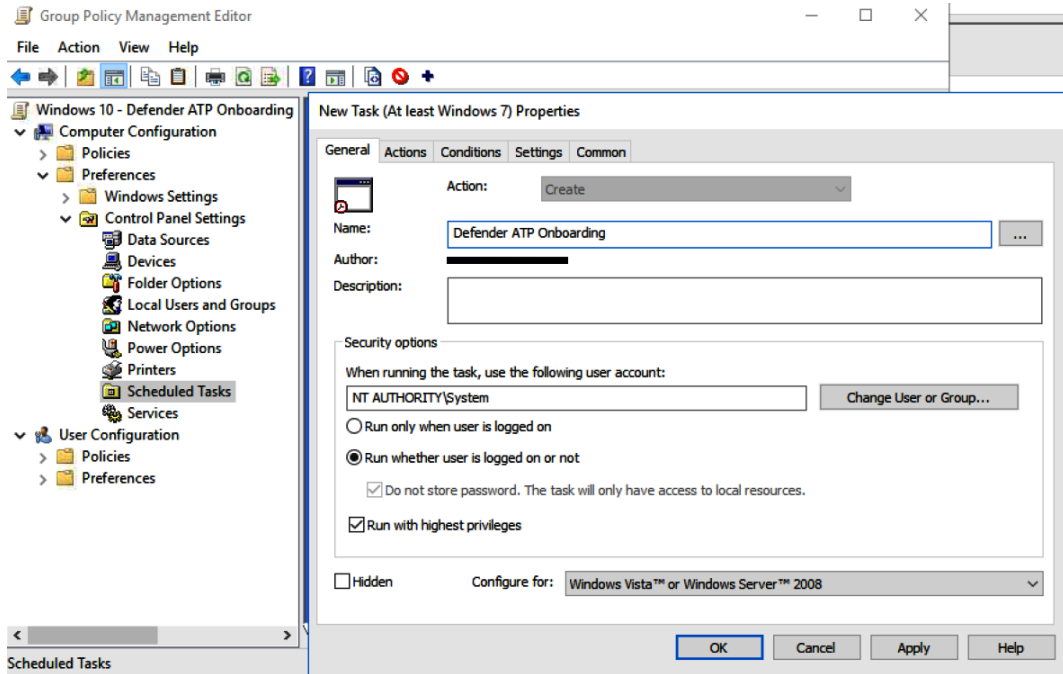 Group Policy Management Editor
File Action View Help
Windows 10 - Defender ATP Onboarding
Computer Configuration
Policies
Preferences
Windows Settings
Control Panel Settings
Data Sources
Devices
Folder Options
Local Users and Groups
Network Options
Power Options
Printers
Scheduled Tasks
Services
User Configuration
Policies
Preferences
Scheduled Tasks
New Task (At least Windows 7) Properties
General Actions Conditions Settings Common
Action: Create
Name: Defender ATP Onboarding ...
Author:
Description:
Security options
When running the task, use the following user account:
NT AUTHORITY\System Change User or Group...
Run only when user is logged on
Run whether user is logged on or not
Do not store password. The task will only have access to local resources.
Run with highest privileges
Hidden Configure for: Windows Vista™ or Windows Server™ 2008
OK Cancel Apply Help